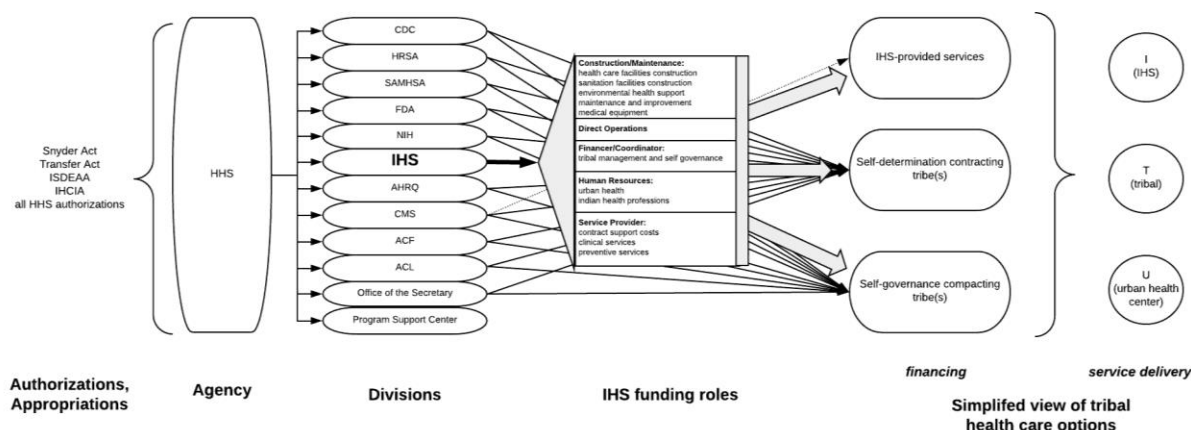 Snyder Act
Transfer Act
ISDEAA
IHCIA
all HHS authorizations
HHS
CDC
HRSA
SAMHSA
FDA
NIH
IHS
AHRQ
CMS
ACF
ACL
Office of the Secretary
Program Support Center
Construction/Maintenance:
health care facilities construction
sanitation facilities construction
environmental health support
maintenance and improvement
medical equipment
Direct Operations
Financer/Coordinator:
tribal management and self governance
Human Resources:
urban health
indian health professions
Service Provider:
contract support costs
clinical services
preventive services
IHS-provided services
Self-determination contracting
tribe(s)
Self-governance compacting
tribe(s)
I
(IHS)
T
(tribal)
U
(urban health
center)
Authorizations,
Appropriations
Agency
Divisions
IHS funding roles
financing
service delivery
Simplifed view of tribal
health care options